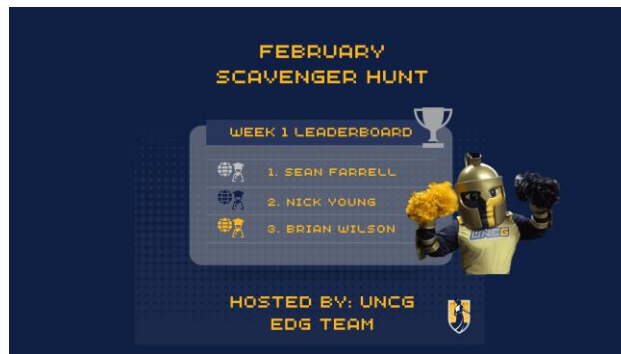 FEBRUARY
SCAVENGER HUNT
WEEK 1 LEADERBOARD
1. SEAN FARRELL
2. NICK YOUNG
3. BRIAN WILSON
UNCG
HOSTED BY: UNCG
EDG TEAM